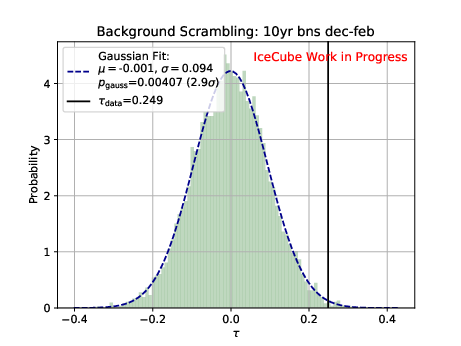 Background Scrambling: 10yr bns dec-feb
IceCube Work in Progress
Gaussian Fit:
μ = -0.001, σ = 0.094
p_gauss=0.00407 (2.9σ)
τ_data=0.249
Probability
4
3
2
1
0
−0.4
−0.2
0.0
0.2
0.4
τ